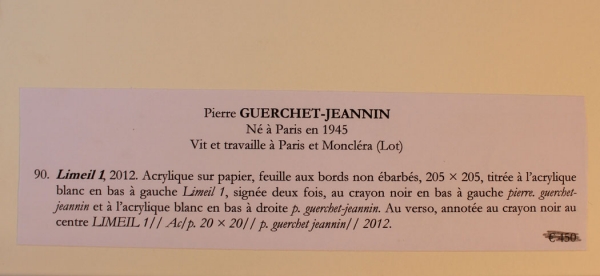 Pierre GUERCHET-JEANNIN
Né à Paris en 1945
Vit et travaille à Paris et Moncléra (Lot)
90. Limeil 1, 2012. Acrylique sur papier, feuille aux bords non ébarbés, 205 × 205, titrée à l'acrylique
blanc en bas à gauche Limeil 1, signée deux fois, au crayon noir en bas à gauche pierre. guerchet-
jeannin et à l'acrylique blanc en bas à droite p. guerchet-jeannin. Au verso, annotée au crayon noir au
centre LIMEIL 1// Ac/p. 20 × 20// p. guerchet jeannin// 2012.
€ 450